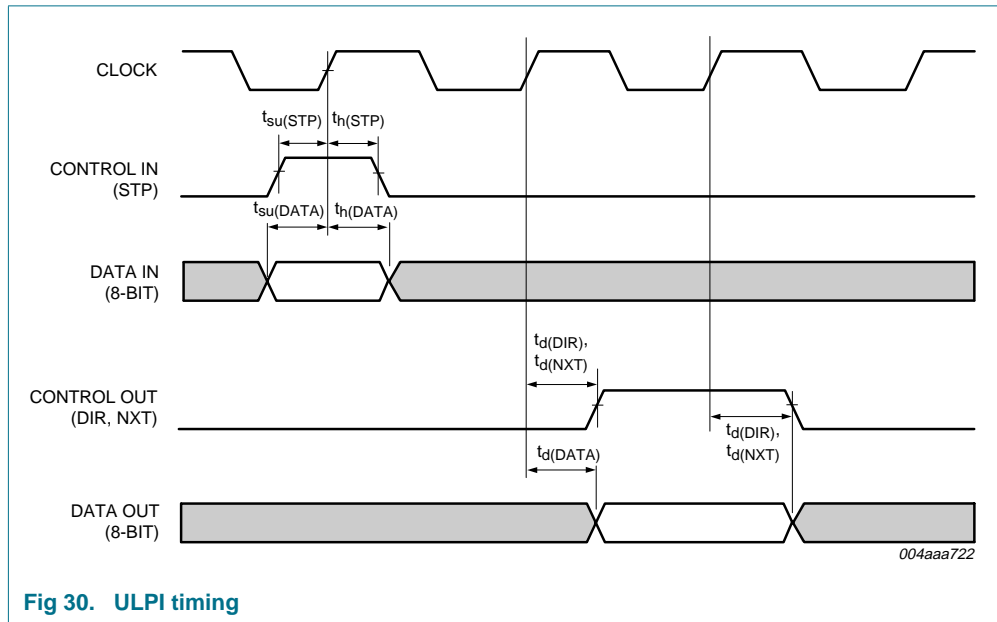 CLOCK
tsu(STP) th(STP)
CONTROL IN
(STP)
tsu(DATA) th(DATA)
DATA IN
(8-BIT)
td(DIR),
td(NXT)
CONTROL OUT
(DIR, NXT)
td(DIR),
td(NXT)
td(DATA)
DATA OUT
(8-BIT)
004aaa722
Fig 30. ULPI timing